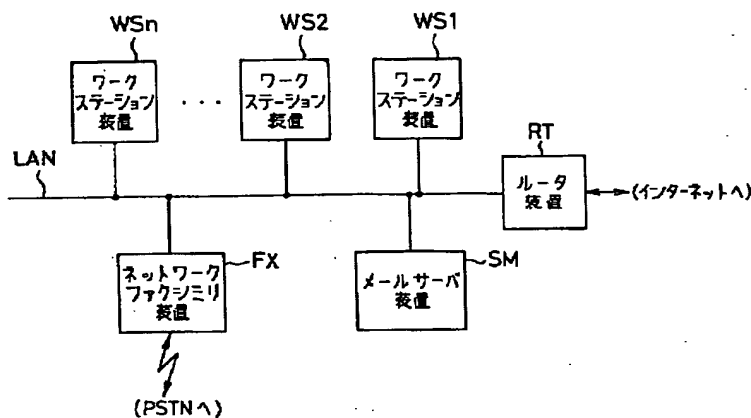 WSn
WS2
WS1
ワーク
ステーション
装置
...
ワーク
ステーション
装置
ワーク
ステーション
装置
LAN
RT
ルータ
装置
(インターネットへ)
FX
ネットワーク
ファクシミリ
装置
SM
メールサーバ
装置
(PSTNへ)